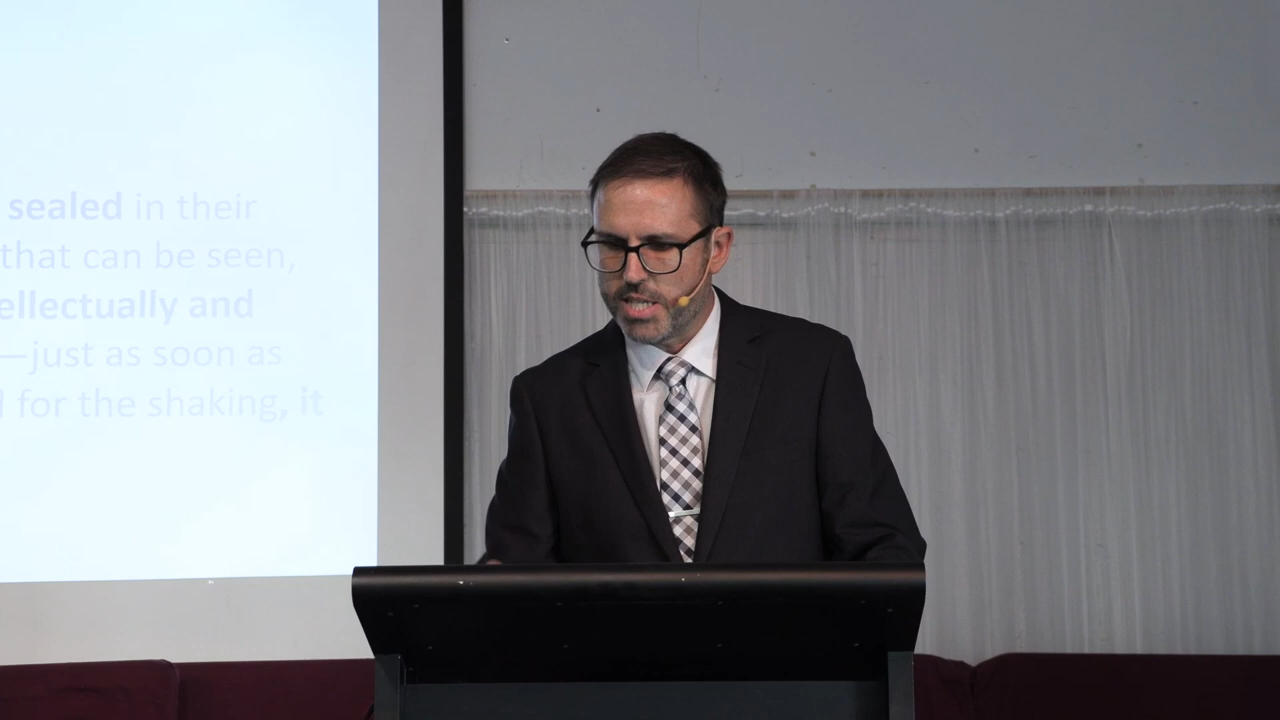 sealed in their
that can be seen,
ellectually and
—just as soon as
for the shaking, it